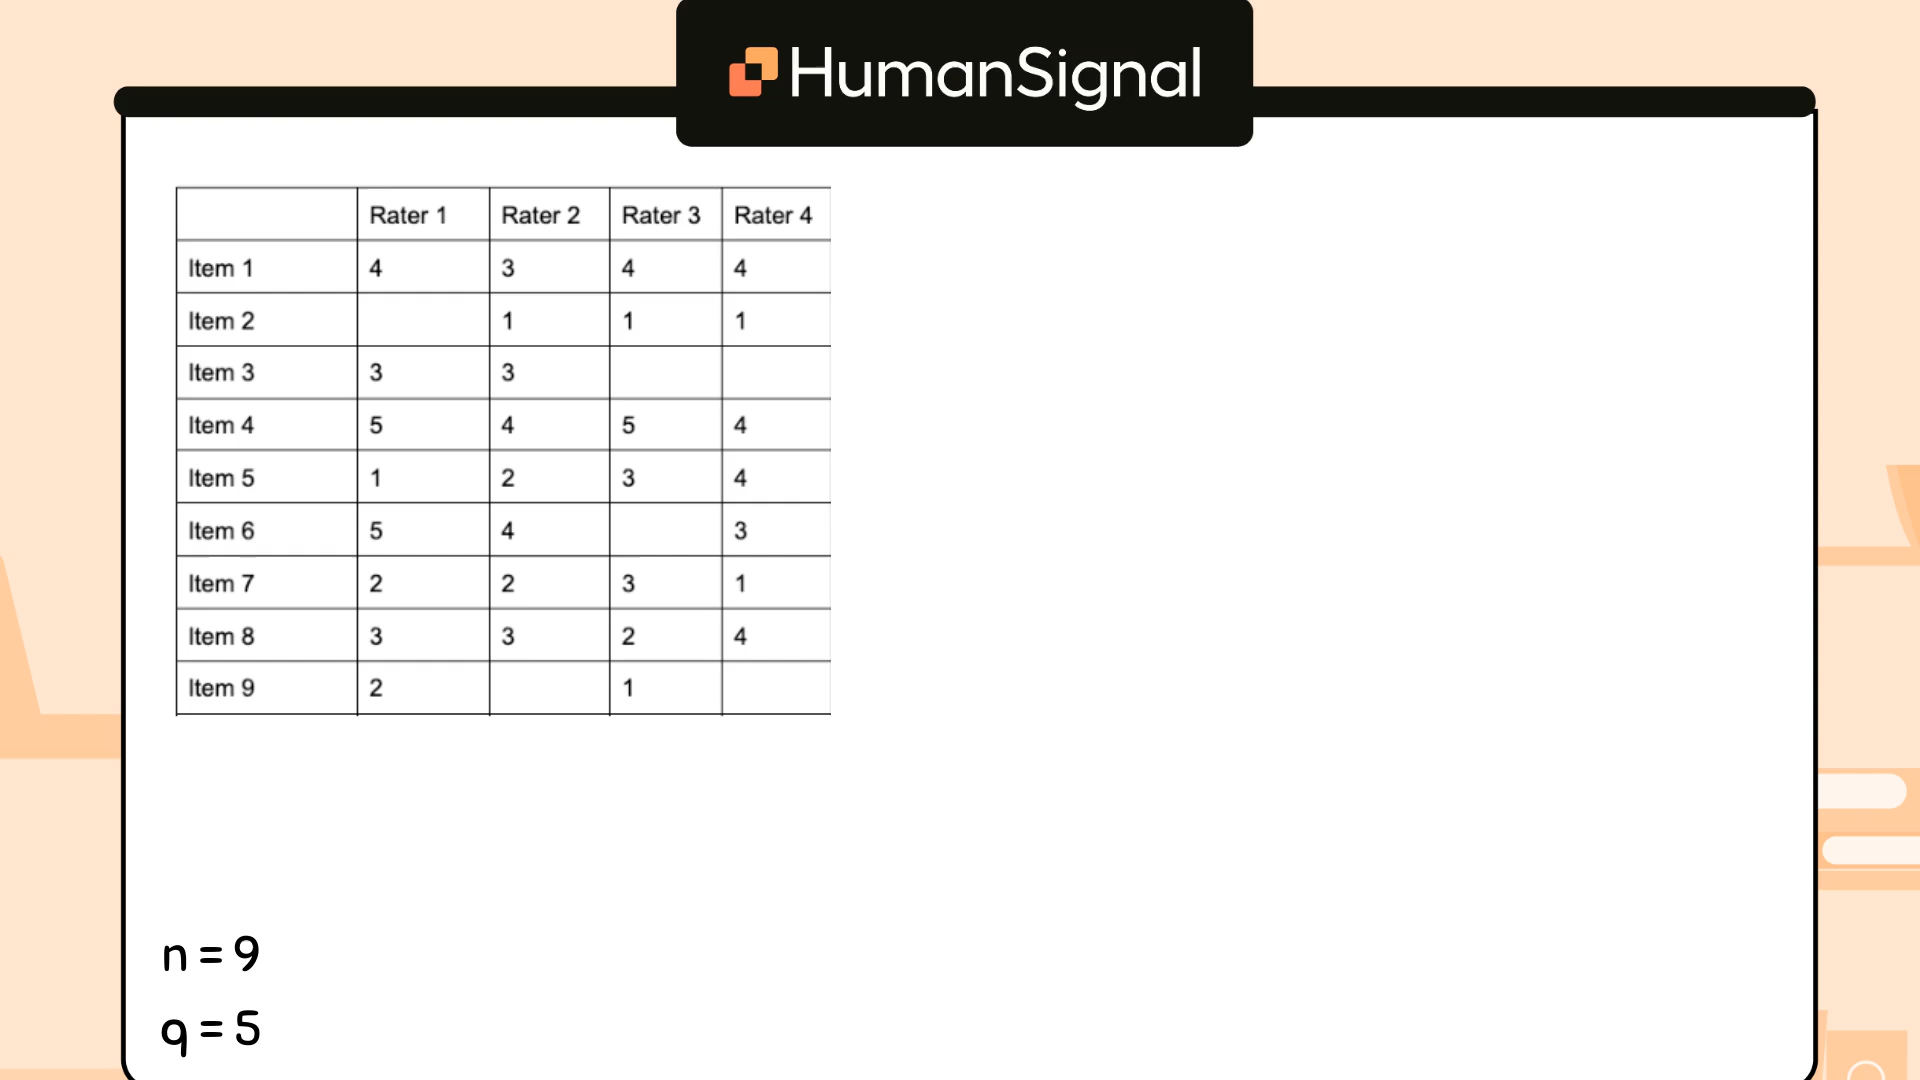 HumanSignal
Rater 1 Rater 2 Rater 3 Rater 4
Item 1 4 3 4 4
Item 2 1 1 1
Item 3 3 3
Item 4 5 4 5 4
Item 5 1 2 3 4
Item 6 5 4 3
Item 7 2 2 3 1
Item 8 3 3 2 4
Item 9 2 1
n = 9
q = 5